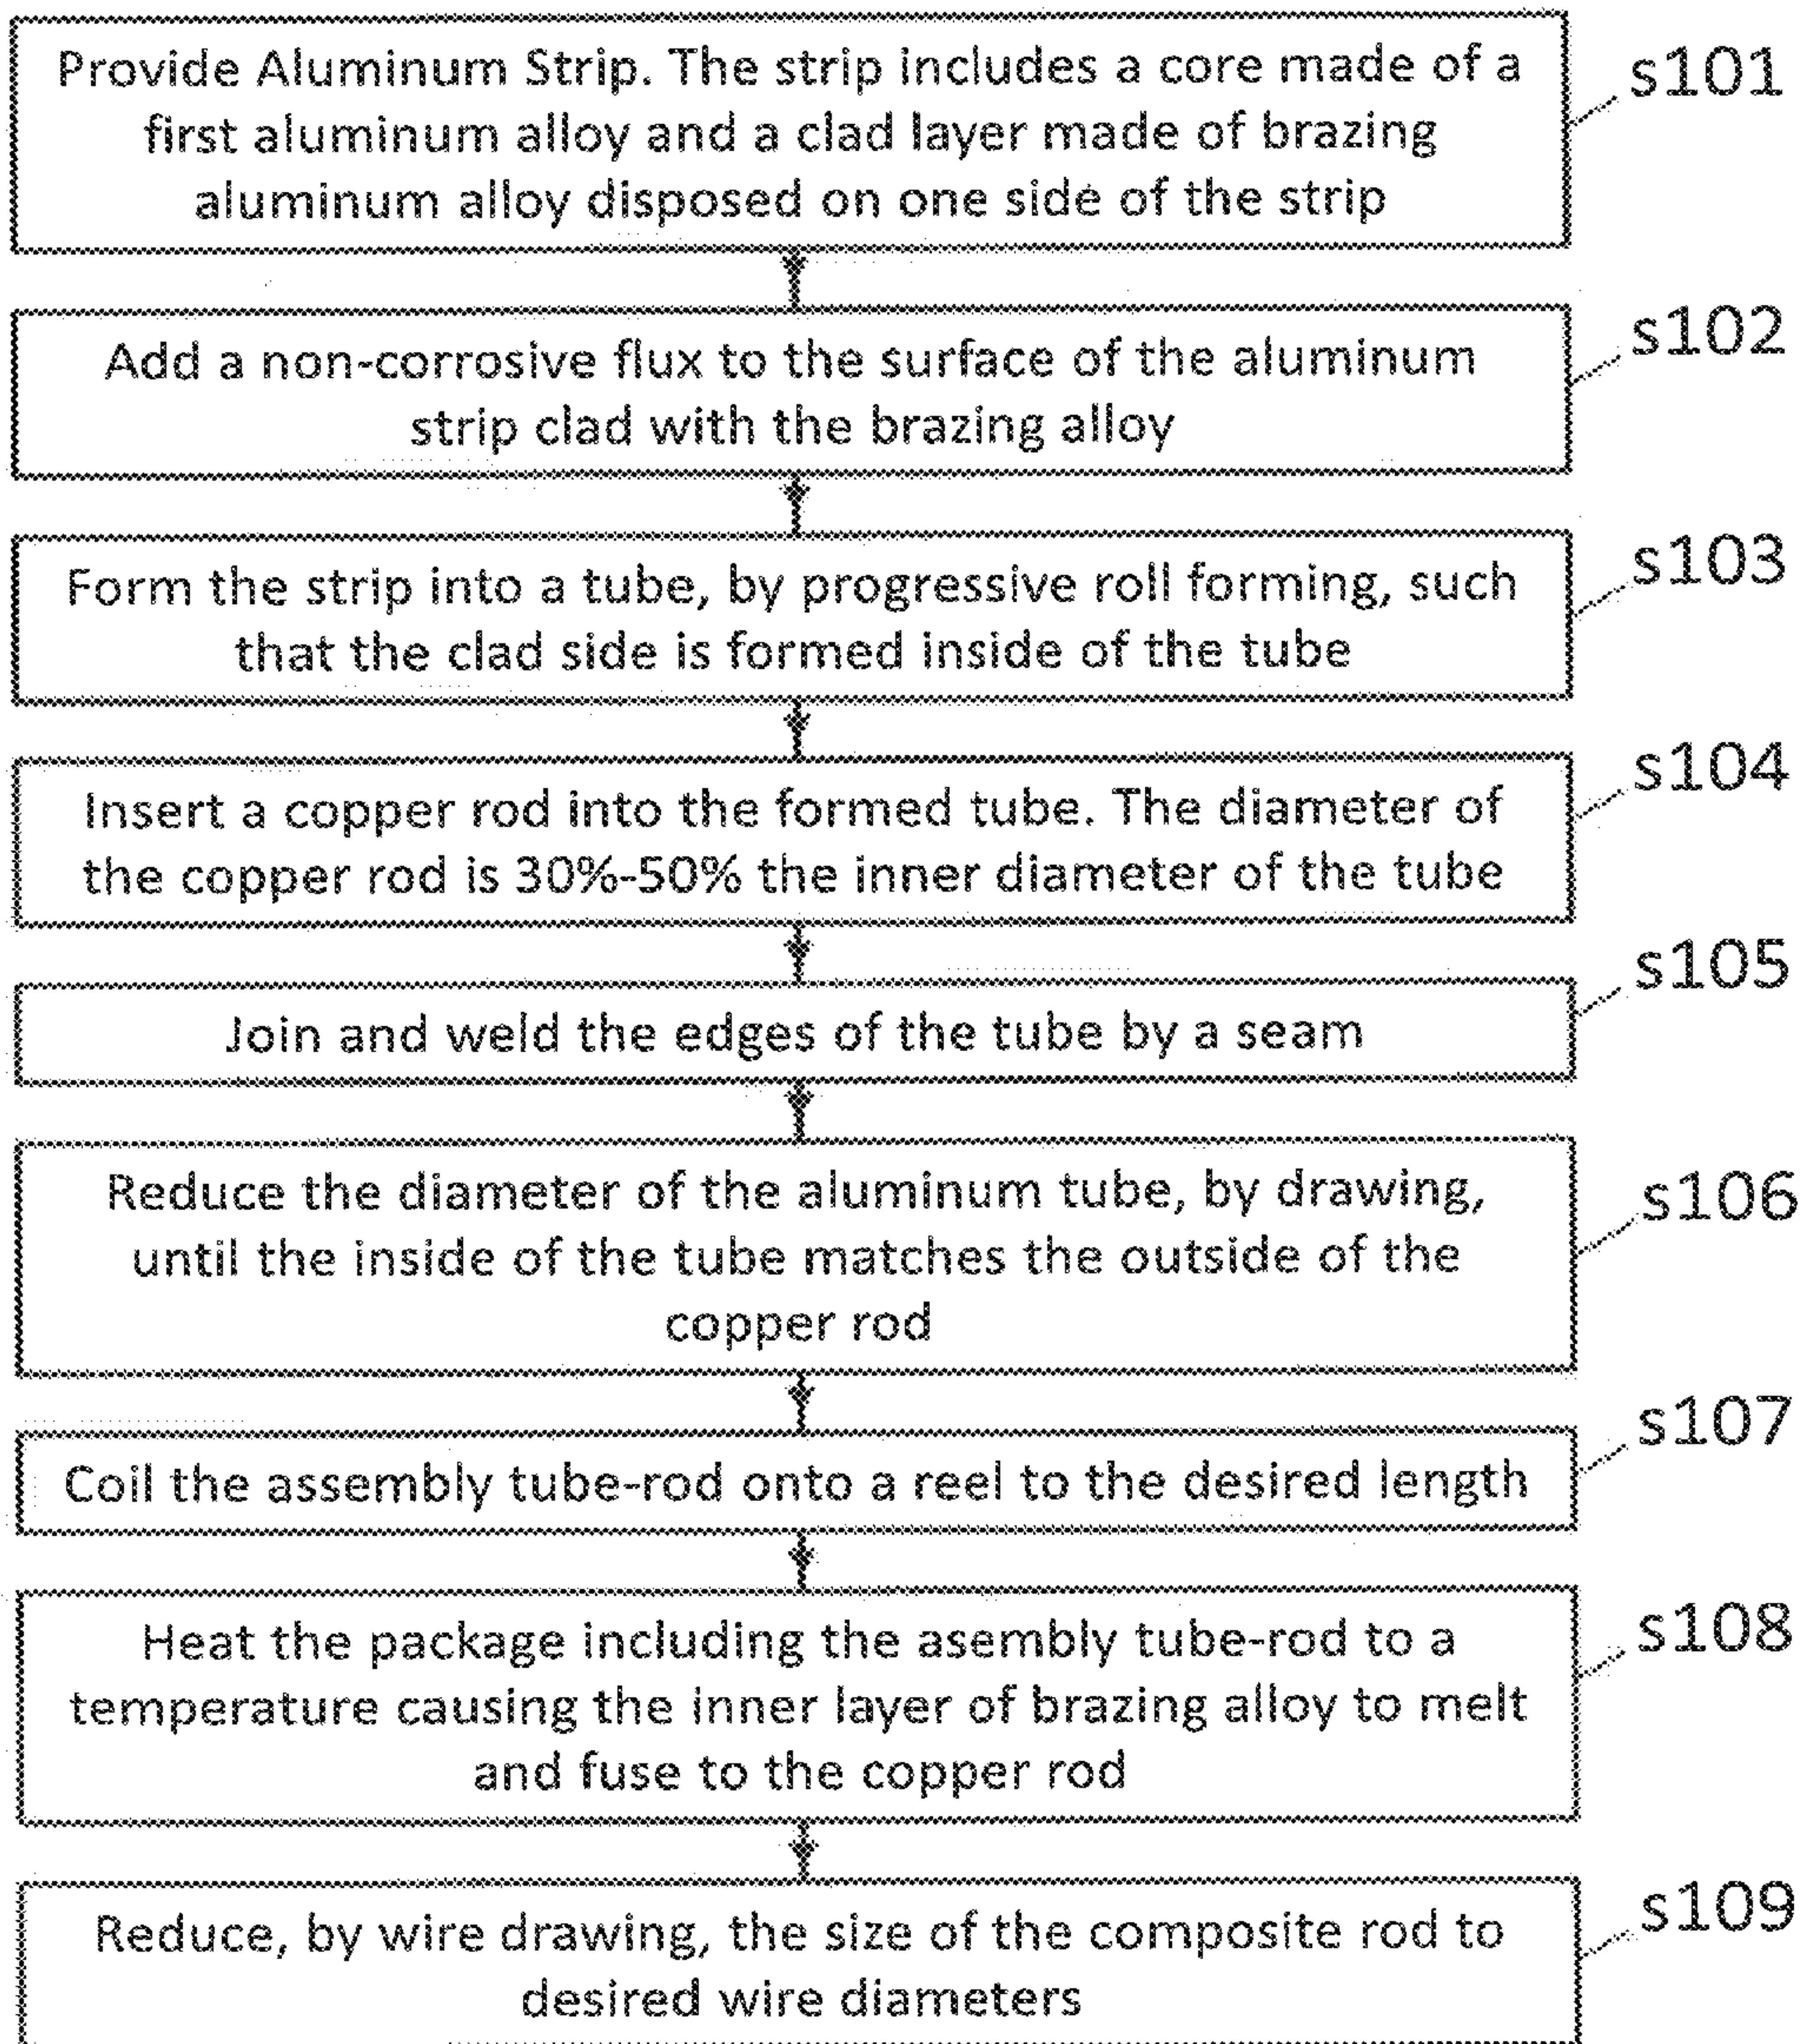 Provide Aluminum Strip. The strip includes a core made of a
first aluminum alloy and a clad layer made of brazing
aluminum alloy disposed on one side of the strip
s101
Add a non-corrosive flux to the surface of the aluminum
strip clad with the brazing alloy
s102
Form the strip into a tube, by progressive roll forming, such
that the clad side is formed inside of the tube
s103
Insert a copper rod into the formed tube. The diameter of
the copper rod is 30%-50% the inner diameter of the tube
s104
Join and weld the edges of the tube by a seam
s105
Reduce the diameter of the aluminum tube, by drawing,
until the inside of the tube matches the outside of the
copper rod
s106
Coil the assembly tube-rod onto a reel to the desired length
s107
Heat the package including the asembly tube-rod to a
temperature causing the inner layer of brazing alloy to melt
and fuse to the copper rod
s108
Reduce, by wire drawing, the size of the composite rod to
desired wire diameters
s109